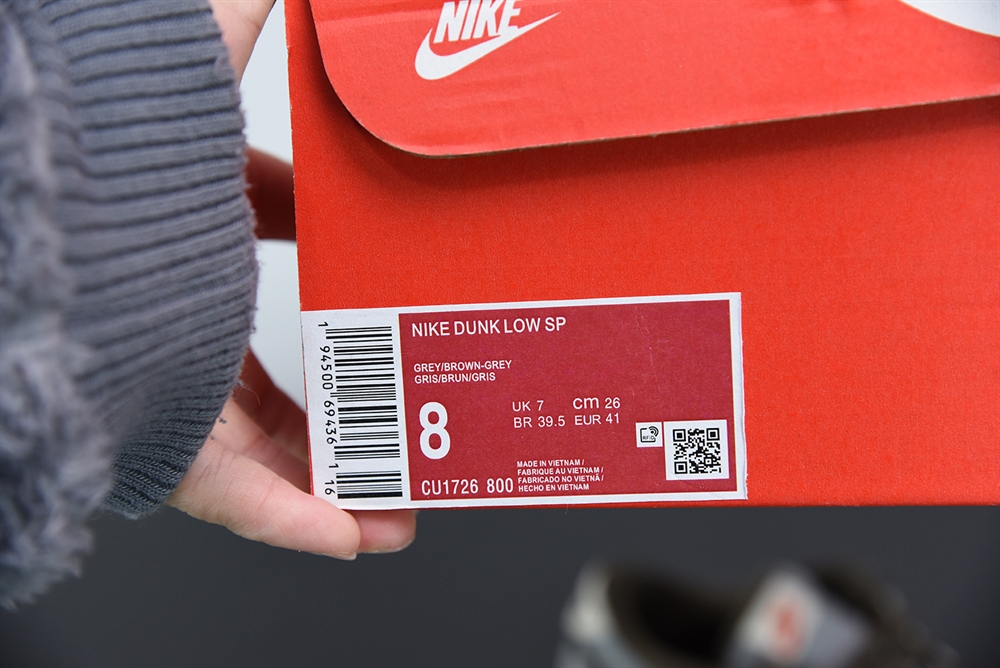 NIKE
NIKE DUNK LOW SP
GREY/BROWN-GREY
GRIS/BRUN/GRIS
8
UK 7 cm 26
BR 39.5 EUR 41
RFID
CU1726 800
MADE IN VIETNAM /
FABRIQUE AU VIETNAM /
FABRICADO NO VIETNÃ /
HECHO EN VIETNAM
1 94500 69436 1 16